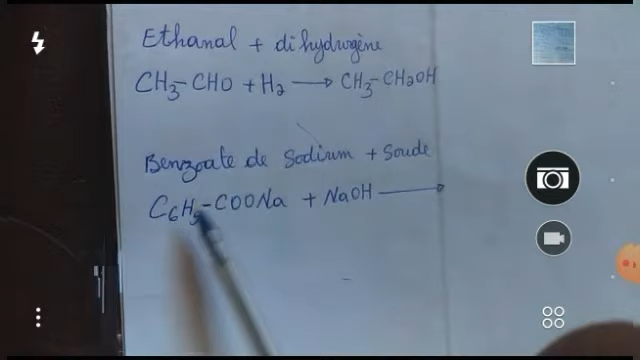 Ethanal + dihydrogène
CH₃-CHO + H₂ → CH₃-CH₂OH
Benzoate de Sodium + Soude
C₆H₅-COONa + NaOH →